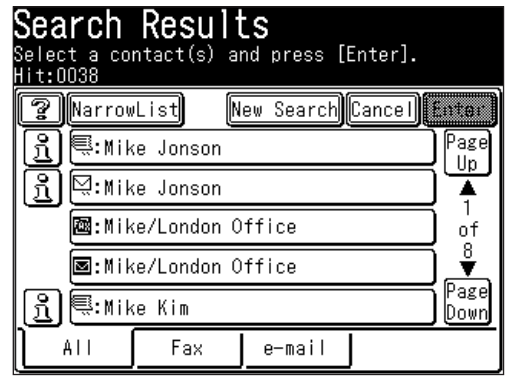 Search Results
Select a contact(s) and press [Enter].
Hit:0038
? NarrowList New Search Cancel Enter
:Mike Jonson
Page Up
:Mike Jonson
:Mike/London Office
1 of 8
:Mike/London Office
:Mike Kim
Page Down
All Fax e-mail